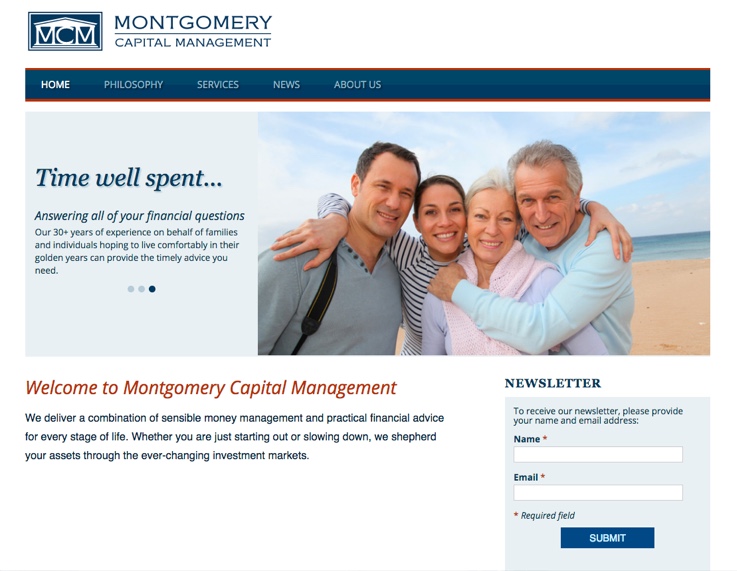 MCM
MONTGOMERY
CAPITAL MANAGEMENT
HOME PHILOSOPHY SERVICES NEWS ABOUT US
Time well spent...
Answering all of your financial questions
Our 30+ years of experience on behalf of families
and individuals hoping to live comfortably in their
golden years can provide the timely advice you
need.
Welcome to Montgomery Capital Management
We deliver a combination of sensible money management and practical financial advice
for every stage of life. Whether you are just starting out or slowing down, we shepherd
your assets through the ever-changing investment markets.
NEWSLETTER
To receive our newsletter, please provide
your name and email address:
Name *
Email *
* Required field
SUBMIT